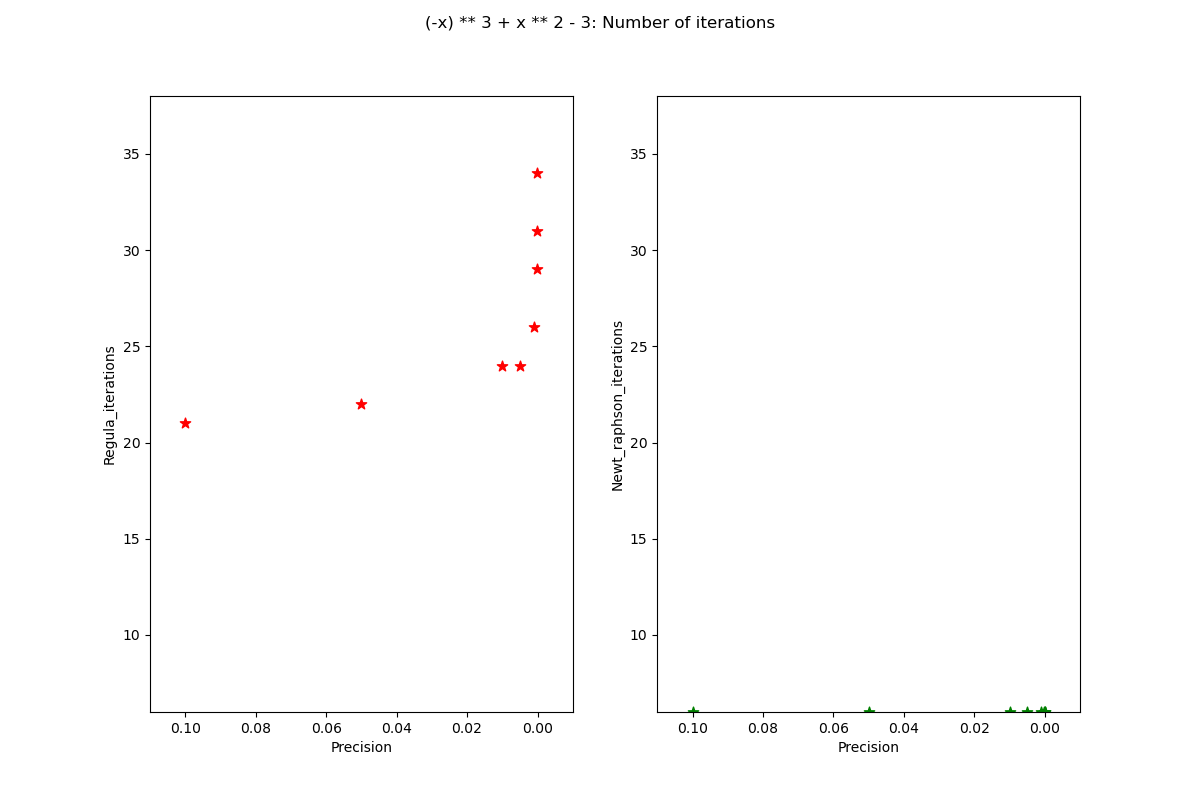 (-x) ** 3 + x ** 2 - 3: Number of iterations
Regula_iterations
35
30
25
20
15
10
0.10 0.08 0.06 0.04 0.02 0.00
Precision
Newt_raphson_iterations
35
30
25
20
15
10
0.10 0.08 0.06 0.04 0.02 0.00
Precision